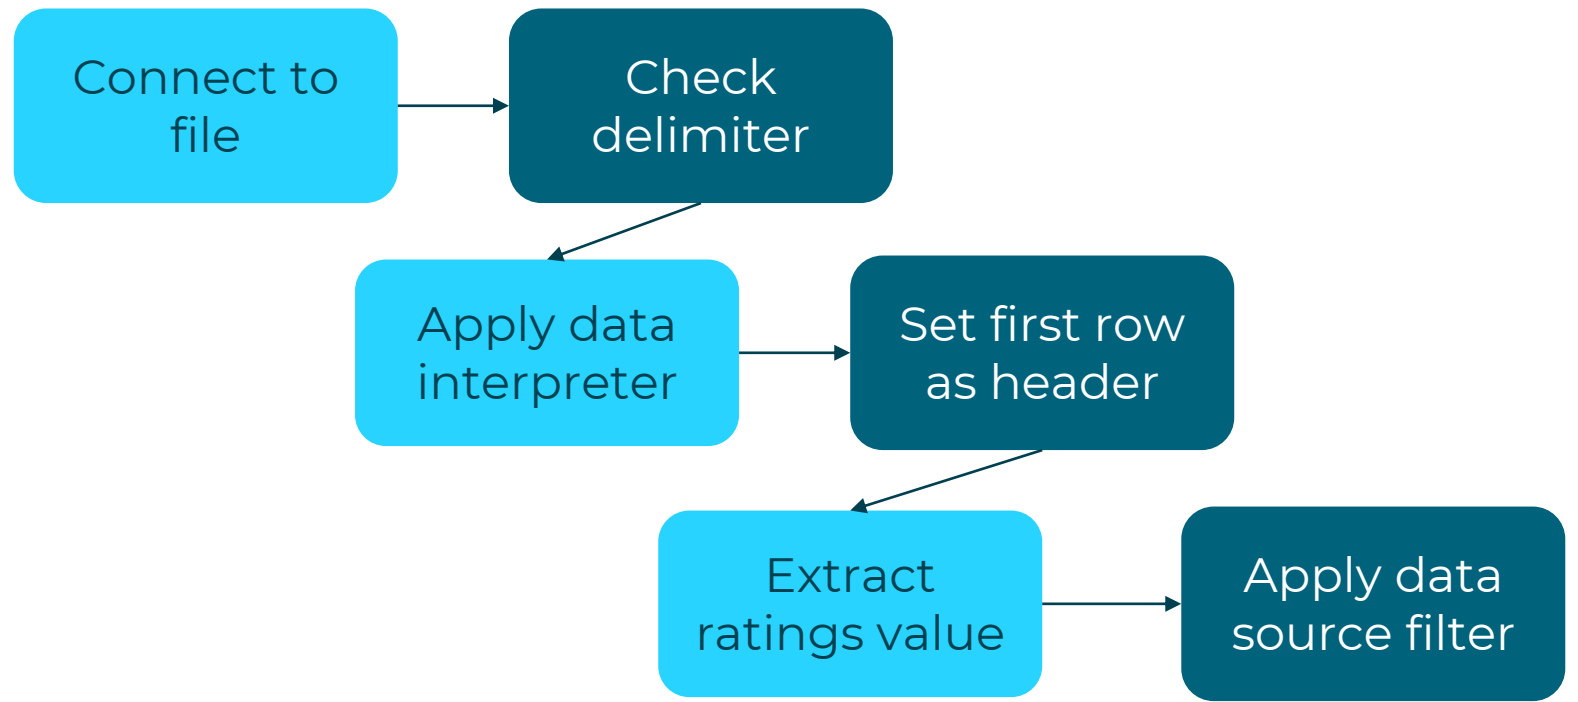 Connect to
file
Check
delimiter
Apply data
interpreter
Set first row
as header
Extract
ratings value
Apply data
source filter